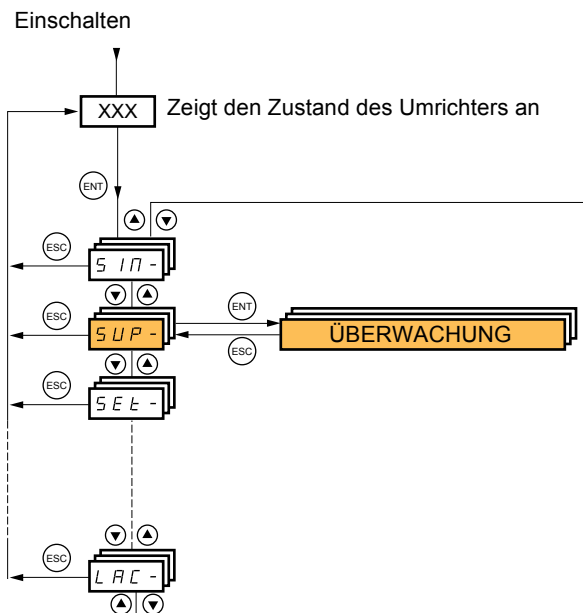 Einschalten
XXX Zeigt den Zustand des Umrichters an
ENT
ESC
SIM-
ENT
ESC
SUP-
ÜBERWACHUNG
ESC
ESC
SEt-
ESC
LAC-